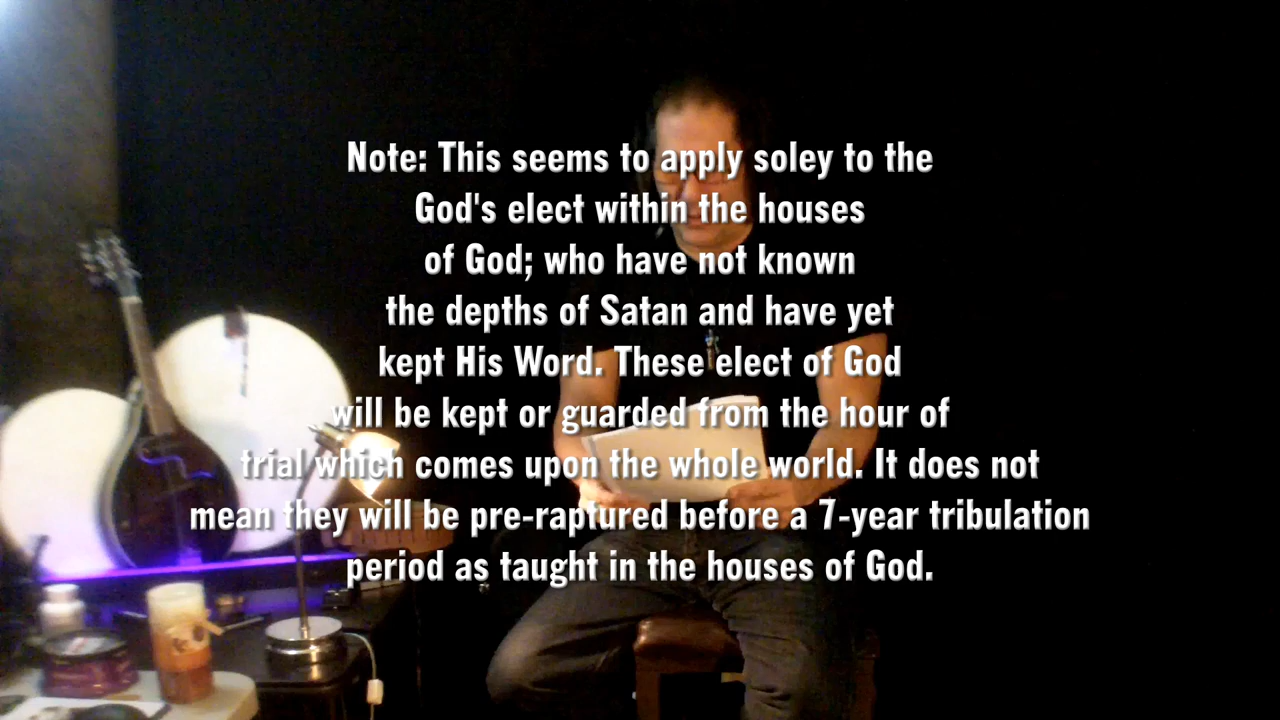 Note: This seems to apply soley to the
God's elect within the houses
of God; who have not known
the depths of Satan and have yet
kept His Word. These elect of God
will be kept or guarded from the hour of
trial which comes upon the whole world. It does not
mean they will be pre-raptured before a 7-year tribulation
period as taught in the houses of God.